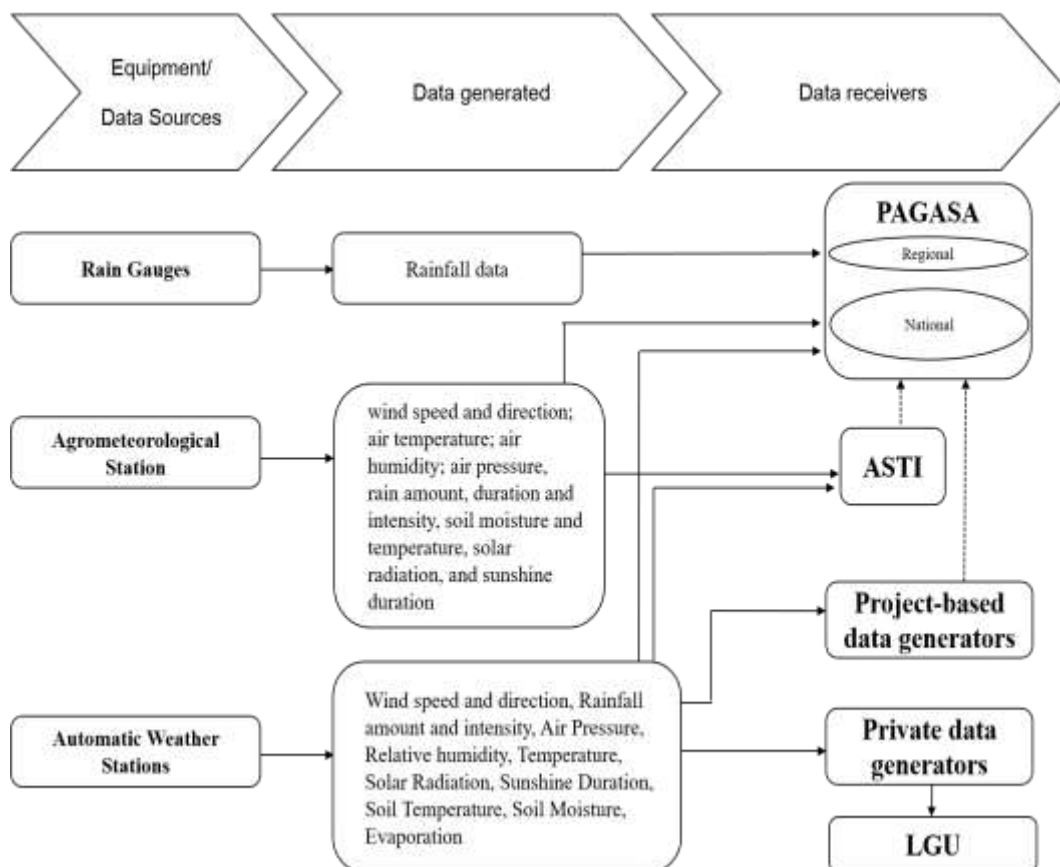 Equipment/
Data Sources
Data generated
Data receivers
PAGASA
Regional
National
Rain Gauges
Rainfall data
Agrometeorological
Station
wind speed and direction;
air temperature; air
humidity; air pressure,
rain amount, duration and
intensity, soil moisture and
temperature, solar
radiation, and sunshine
duration
ASTI
Project-based
data generators
Automatic Weather
Stations
Wind speed and direction, Rainfall
amount and intensity, Air Pressure,
Relative humidity, Temperature,
Solar Radiation, Sunshine Duration,
Soil Temperature, Soil Moisture,
Evaporation
Private data
generators
LGU